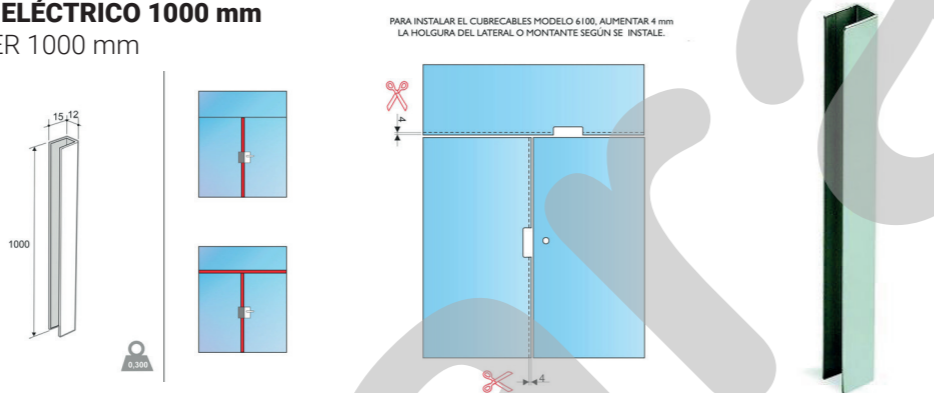 ELÉCTRICO 1000 mm
ER 1000 mm
PARA INSTALAR EL CUBRECABLES MODELO 6100, AUMENTAR 4 mm
LA HOLGURA DEL LATERAL O MONTANTE SEGÚN SE INSTALE.
15 12
1000
0,300
4
4